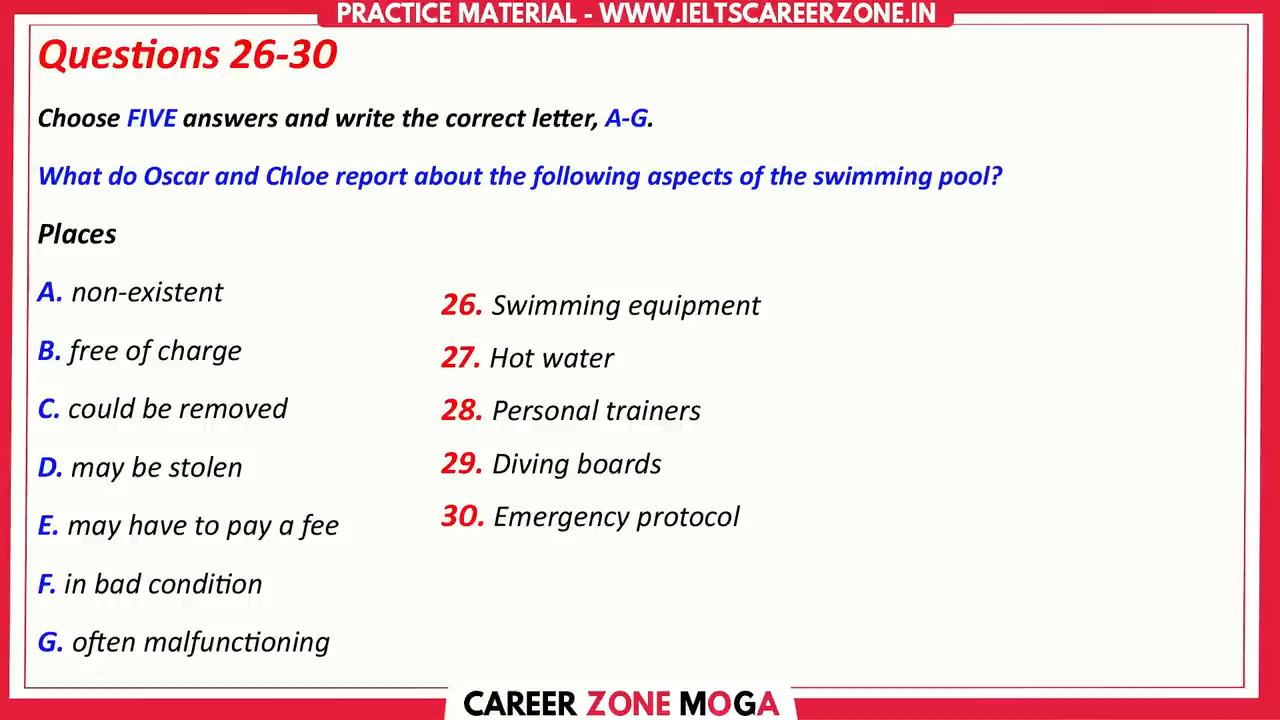 PRACTICE MATERIAL - WWW.IELTSCAREERZONE.IN
Questions 26-30
Choose FIVE answers and write the correct letter, A-G.
What do Oscar and Chloe report about the following aspects of the swimming pool?
Places
A. non-existent
B. free of charge
C. could be removed
D. may be stolen
E. may have to pay a fee
F. in bad condition
G. often malfunctioning
26. Swimming equipment
27. Hot water
28. Personal trainers
29. Diving boards
30. Emergency protocol
CAREER ZONE MOGA